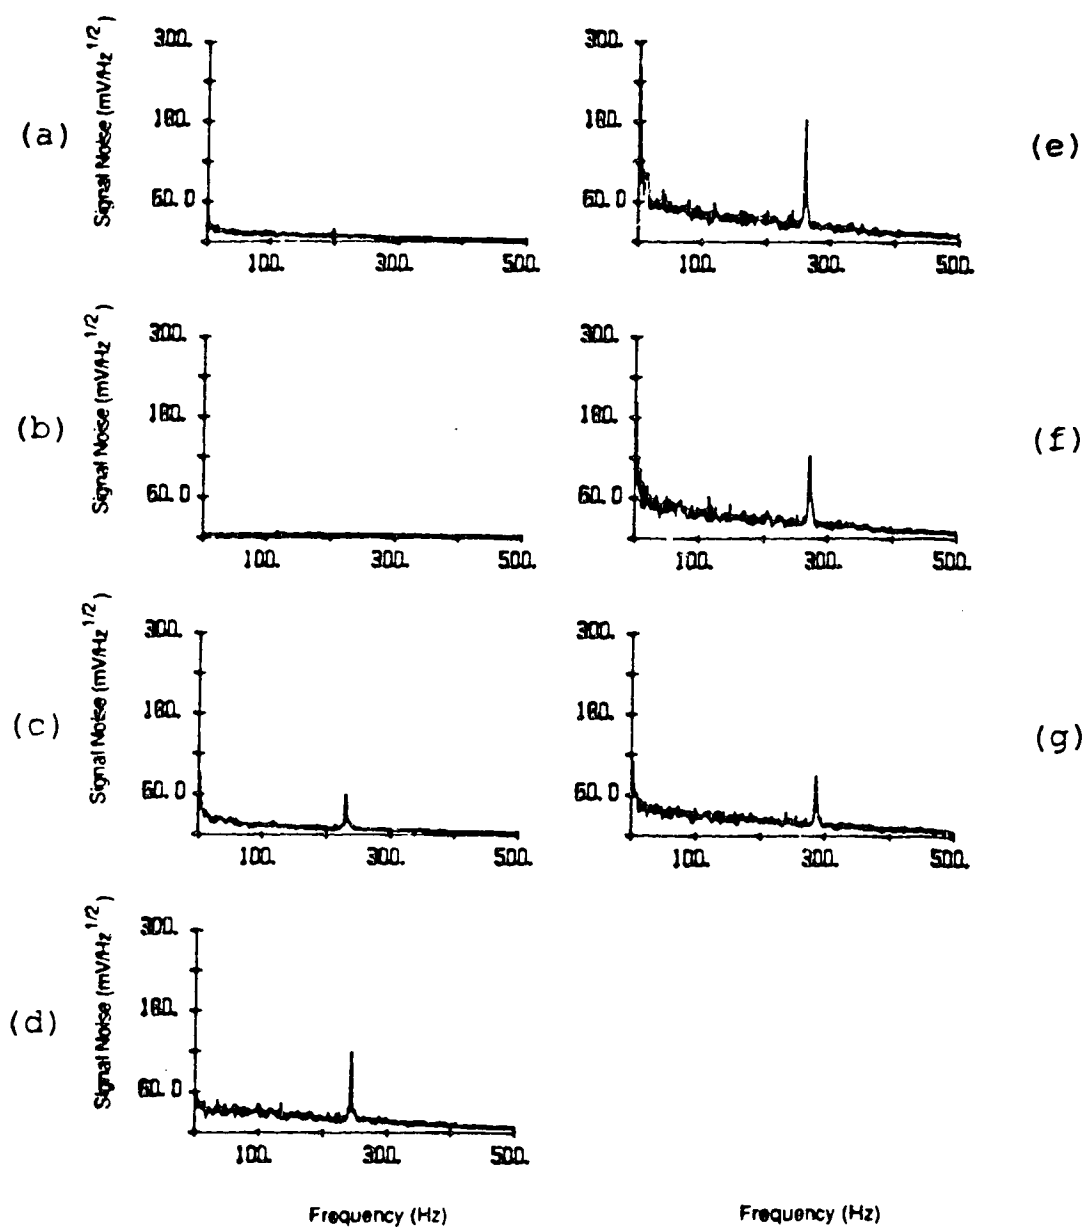 (a)
Signal Noise (mV/Hz 1/2)
300.
180.
60.0
100. 300. 500.
(e)
300.
180.
60.0
100. 300. 500.
(b)
Signal Noise (mV/Hz 1/2)
300.
180.
60.0
100. 300. 500.
(f)
300.
180.
60.0
100. 300. 500.
(c)
Signal Noise (mV/Hz 1/2)
300.
180.
60.0
100. 300. 500.
(g)
300.
180.
60.0
100. 300. 500.
(d)
Signal Noise (mV/Hz 1/2)
300.
180.
60.0
100. 300. 500.
Frequency (Hz)
Frequency (Hz)